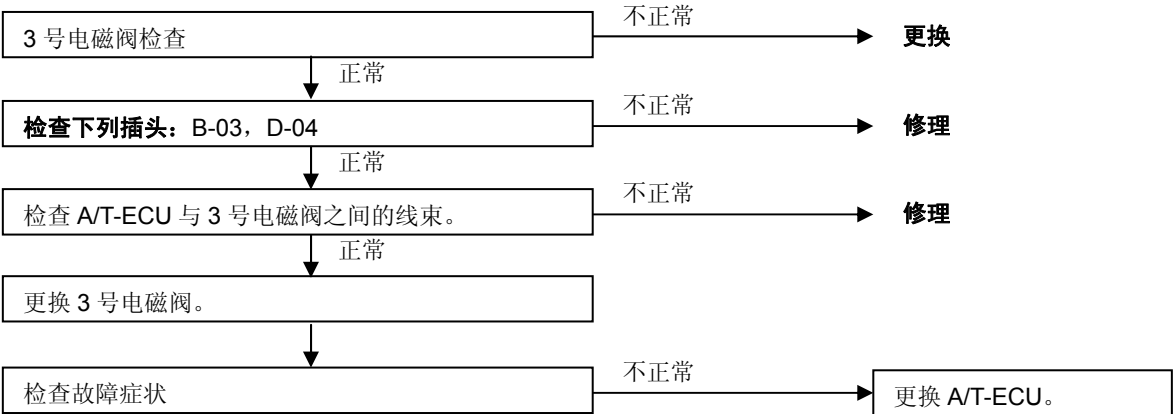 不正常
3 号电磁阀检查
更换
正常
不正常
检查下列插头：B-03，D-04
修理
正常
不正常
检查 A/T-ECU 与 3 号电磁阀之间的线束。
修理
正常
更换 3 号电磁阀。
不正常
检查故障症状
更换 A/T-ECU。